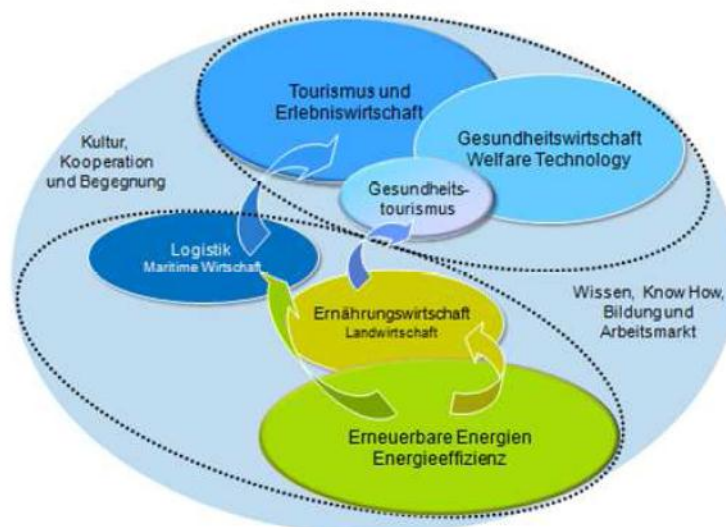 Tourismus und
Erlebniswirtschaft
Kultur,
Kooperation
und Begegnung
Gesundheitswirtschaft
Welfare Technology
Gesundheits-
tourismus
Logistik
Maritime Wirtschaft
Ernährungswirtschaft
Landwirtschaft
Wissen, Know How,
Bildung und
Arbeitsmarkt
Erneuerbare Energien
Energieeffizienz